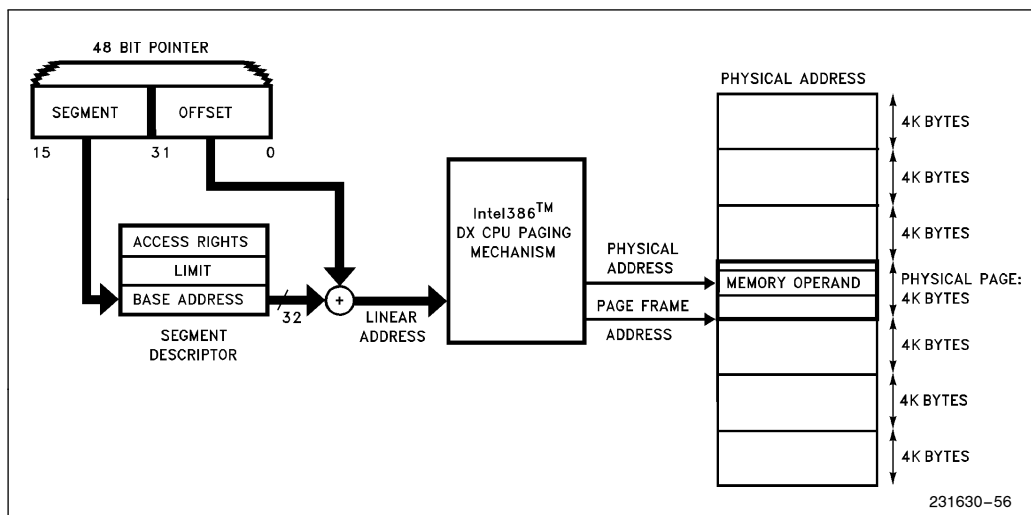 48 BIT POINTER
SEGMENT OFFSET
15 31 0
ACCESS RIGHTS
LIMIT
BASE ADDRESS
32
SEGMENT
DESCRIPTOR
+
LINEAR
ADDRESS
Intel386™
DX CPU PAGING
MECHANISM
PHYSICAL
ADDRESS
PAGE FRAME
ADDRESS
PHYSICAL ADDRESS
4K BYTES
4K BYTES
4K BYTES
MEMORY OPERAND
PHYSICAL PAGE:
4K BYTES
4K BYTES
4K BYTES
4K BYTES
231630–56